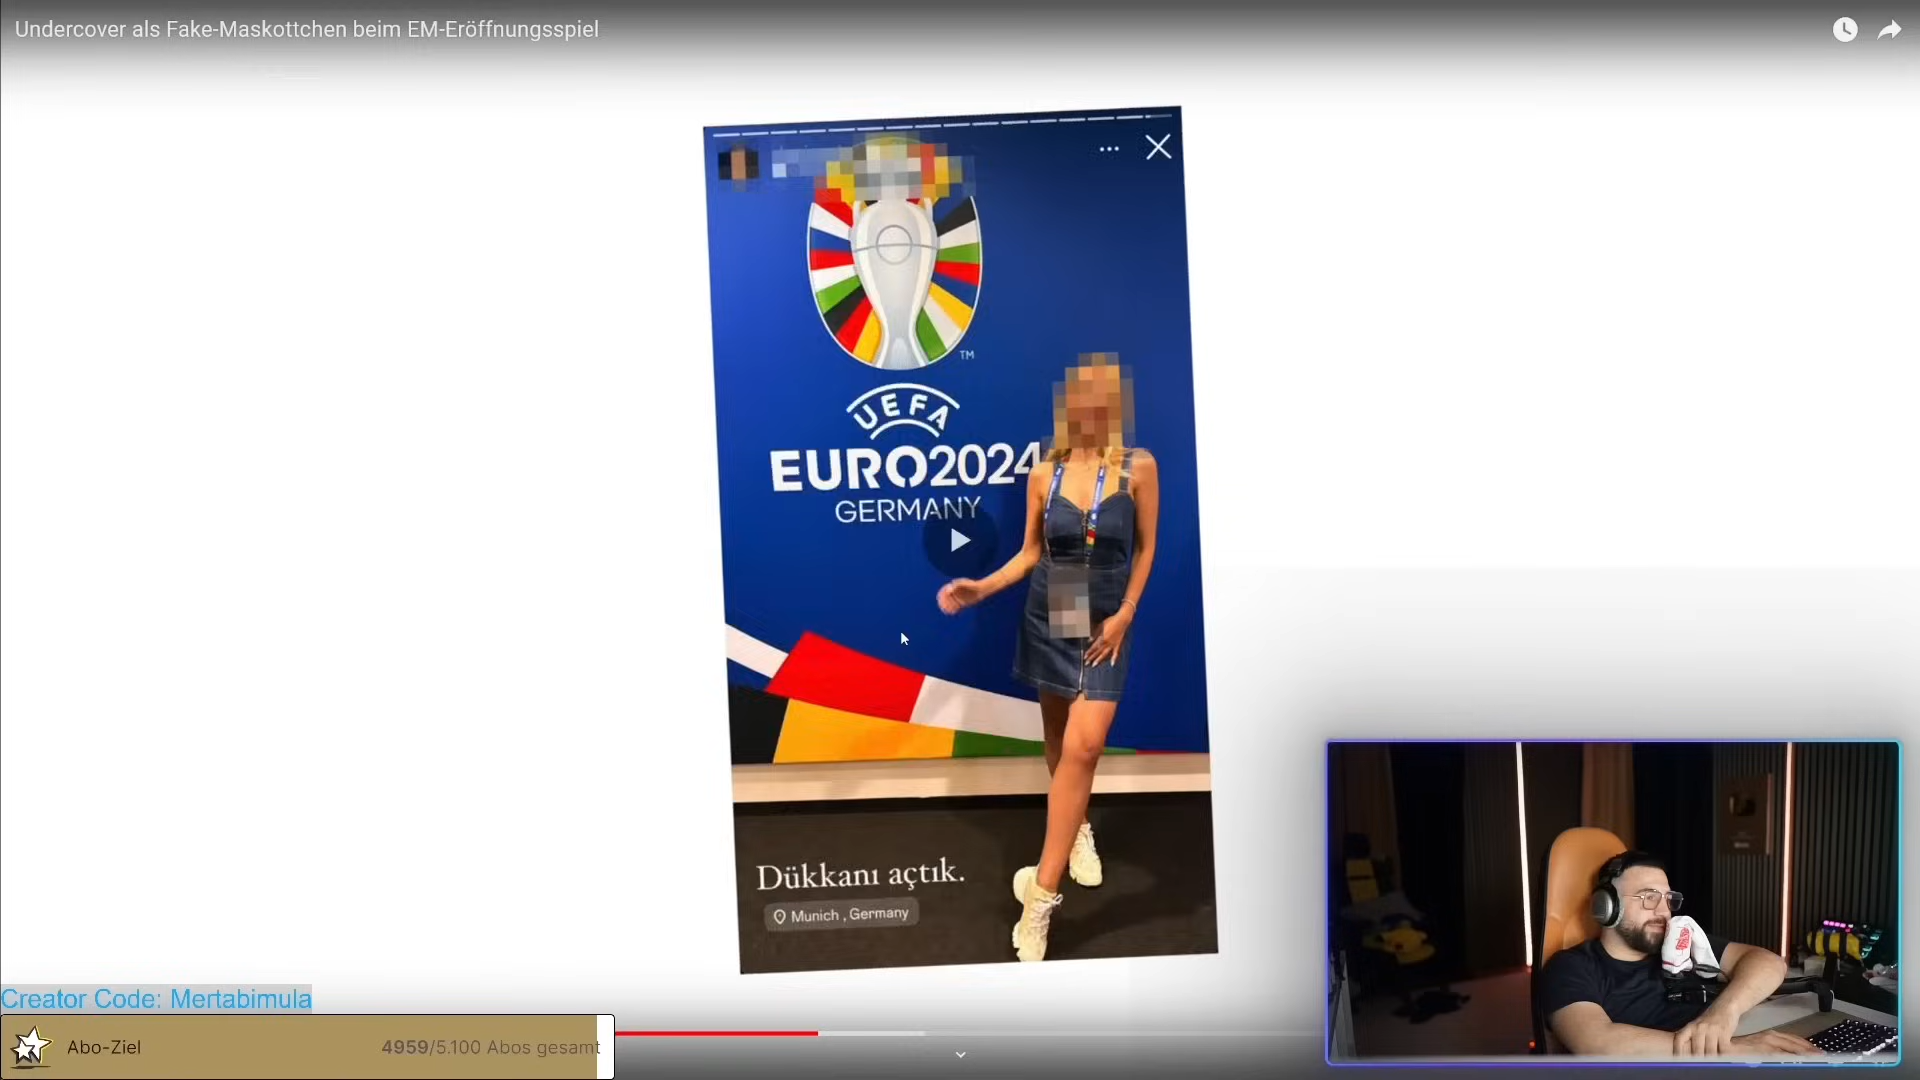 Undercover als Fake-Maskottchen beim EM-Eröffnungsspiel
TM
UEFA
EURO2024
GERMANY
Dükkanı açtık.
Munich , Germany
Creator Code: Mertabimula
Abo-Ziel
4959/5.100 Abos gesamt